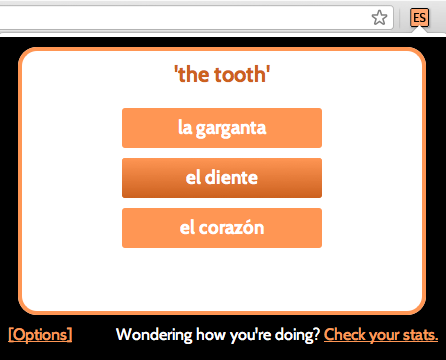 ES
'the tooth'
la garganta
el diente
el corazón
[Options] Wondering how you're doing? Check your stats.